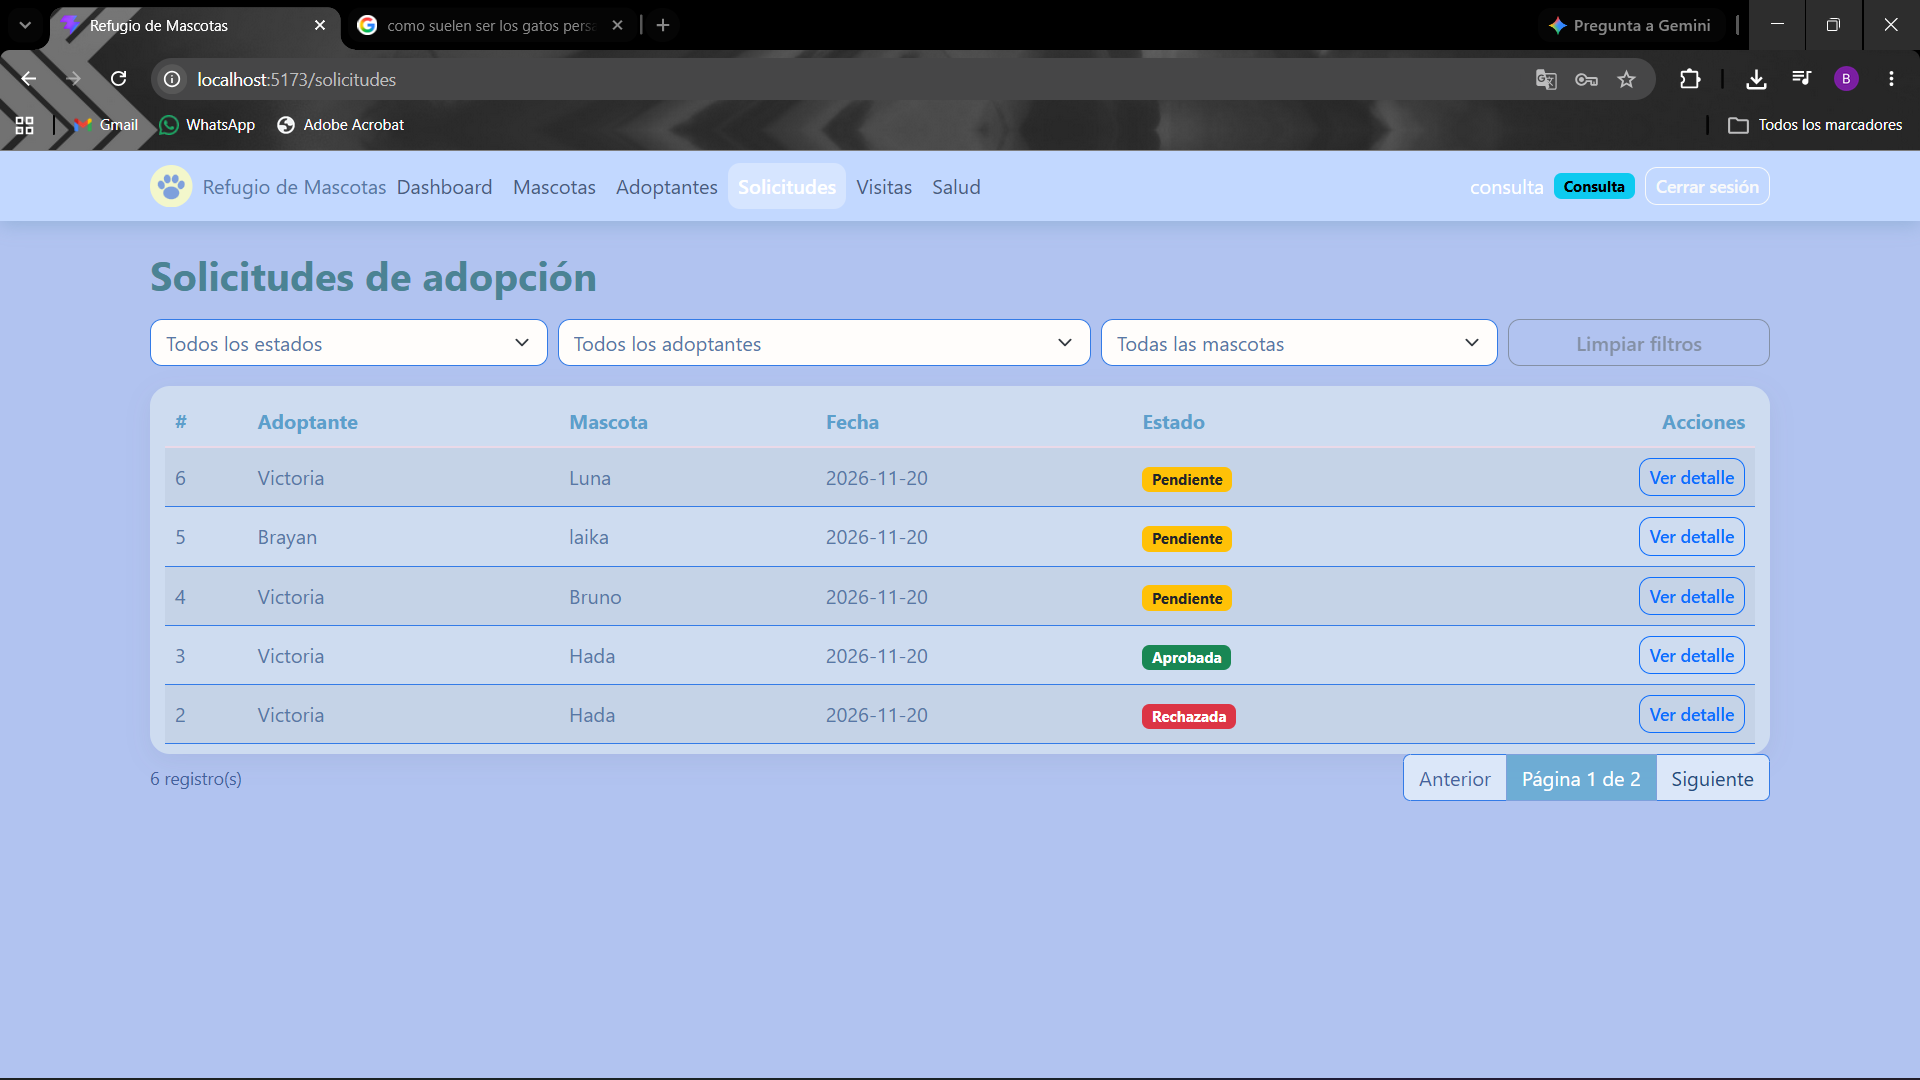 Refugio de Mascotas
como suelen ser los gatos persa
Pregunta a Gemini
localhost:5173/solicitudes
B
Gmail
WhatsApp
Adobe Acrobat
Todos los marcadores
Refugio de Mascotas Dashboard Mascotas Adoptantes Solicitudes Visitas Salud consulta Consulta Cerrar sesión
Solicitudes de adopción
Todos los estados Todos los adoptantes Todas las mascotas Limpiar filtros
# Adoptante Mascota Fecha Estado Acciones
6 Victoria Luna 2026-11-20 Pendiente Ver detalle
5 Brayan laika 2026-11-20 Pendiente Ver detalle
4 Victoria Bruno 2026-11-20 Pendiente Ver detalle
3 Victoria Hada 2026-11-20 Aprobada Ver detalle
2 Victoria Hada 2026-11-20 Rechazada Ver detalle
6 registro(s) Anterior Página 1 de 2 Siguiente